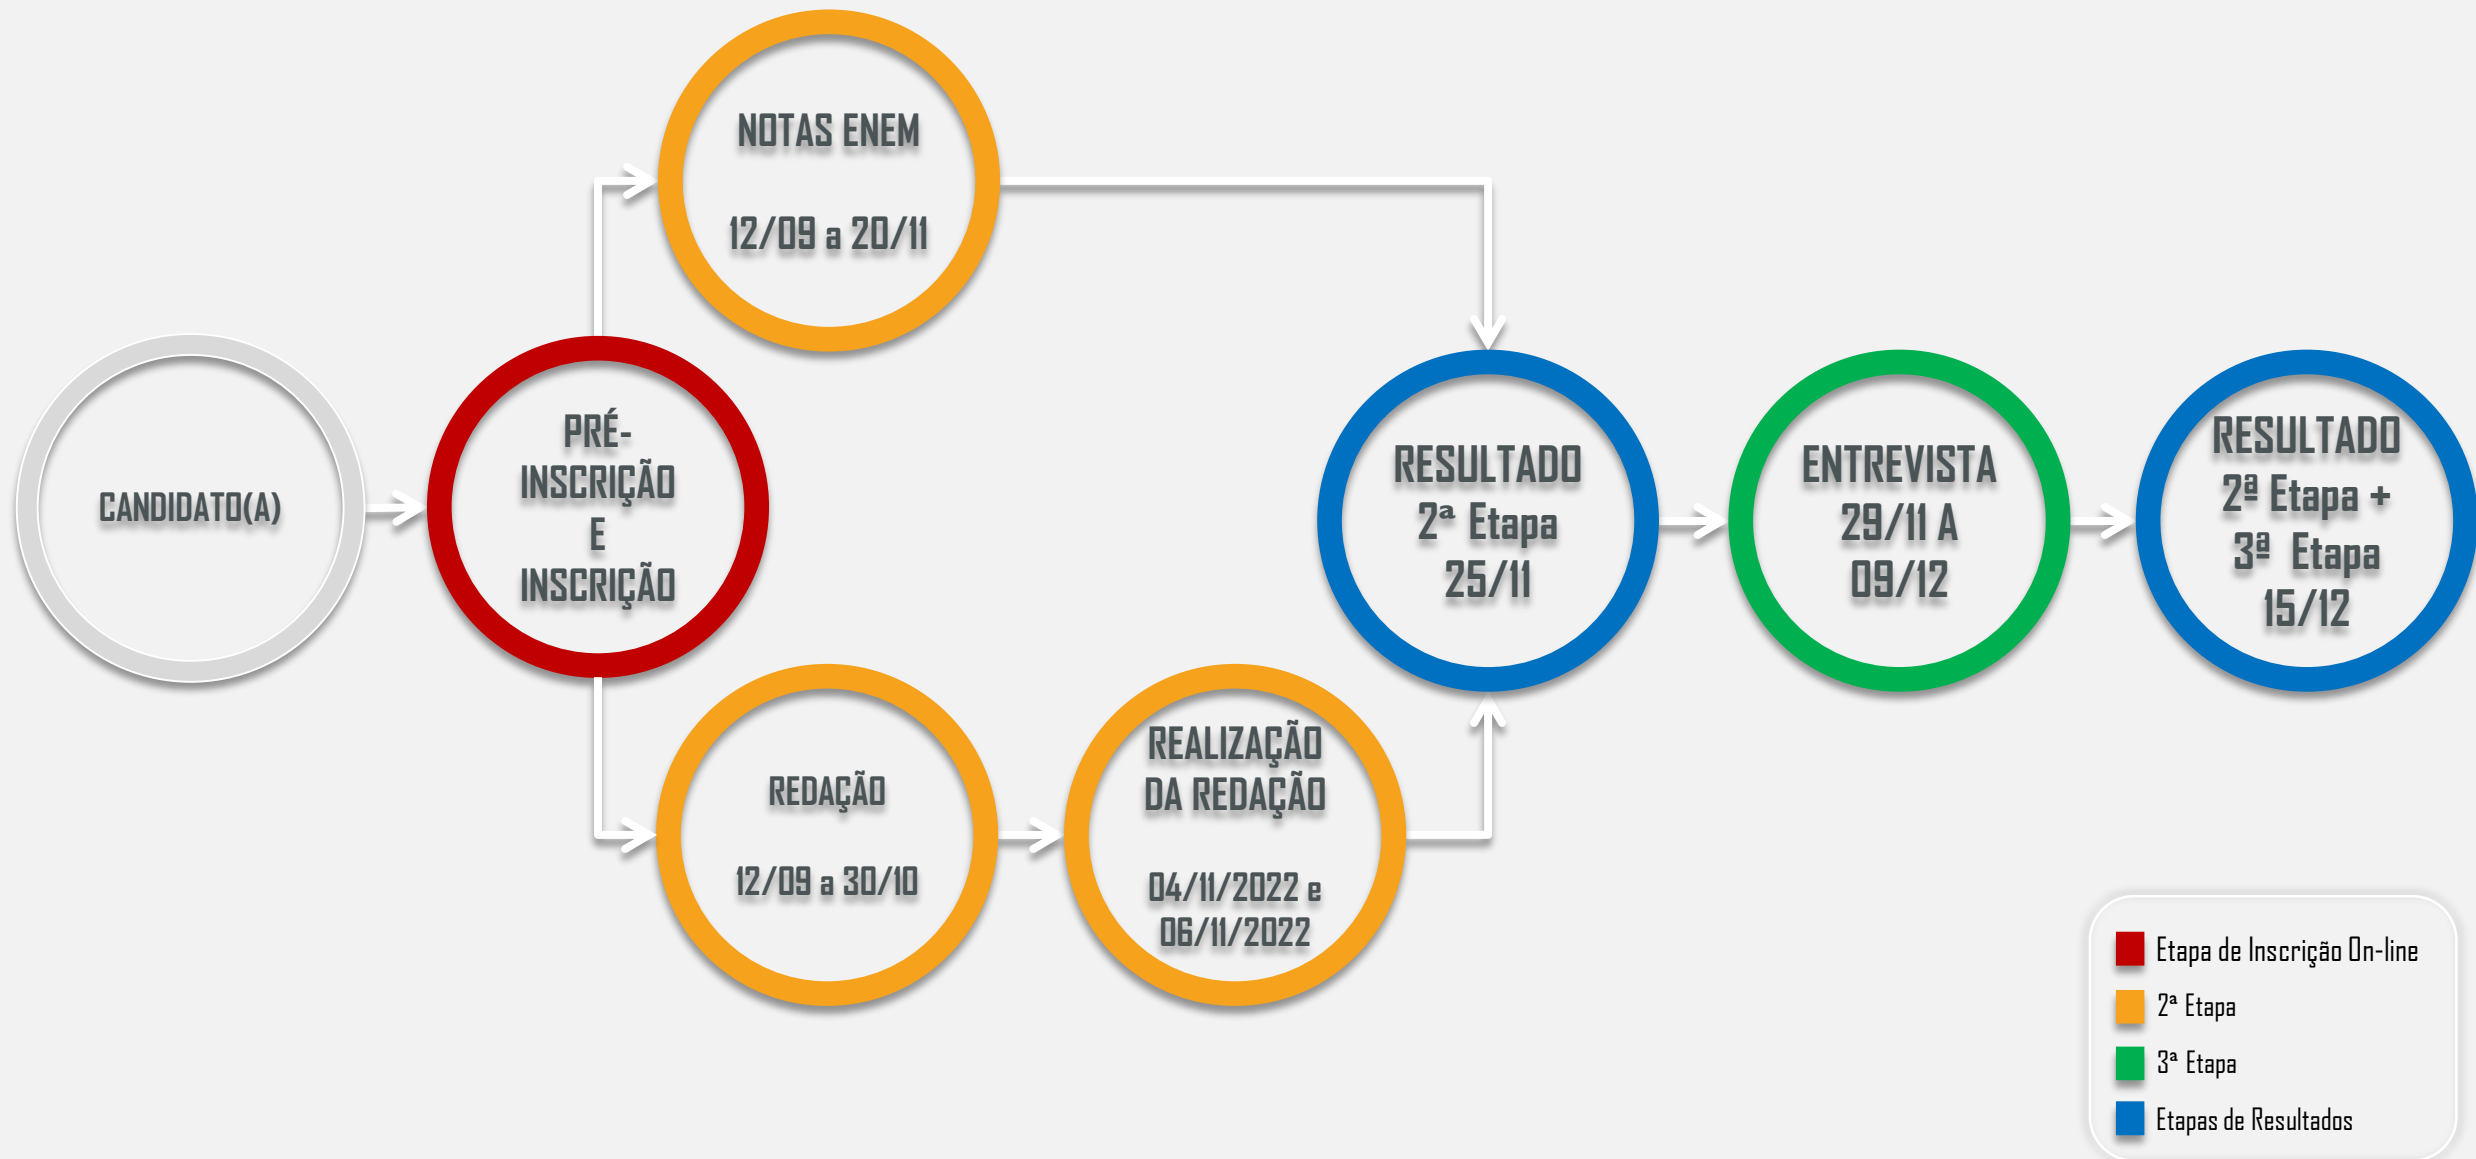 CANDIDATO(A)
PRÉ-
INSCRIÇÃO
E
INSCRIÇÃO
NOTAS ENEM
12/09 a 20/11
REDAÇÃO
12/09 a 30/10
REALIZAÇÃO
DA REDAÇÃO
04/11/2022 e
06/11/2022
RESULTADO
2ª Etapa
25/11
ENTREVISTA
29/11 A
09/12
RESULTADO
2ª Etapa +
3ª Etapa
15/12
Etapa de Inscrição On-line
2ª Etapa
3ª Etapa
Etapas de Resultados